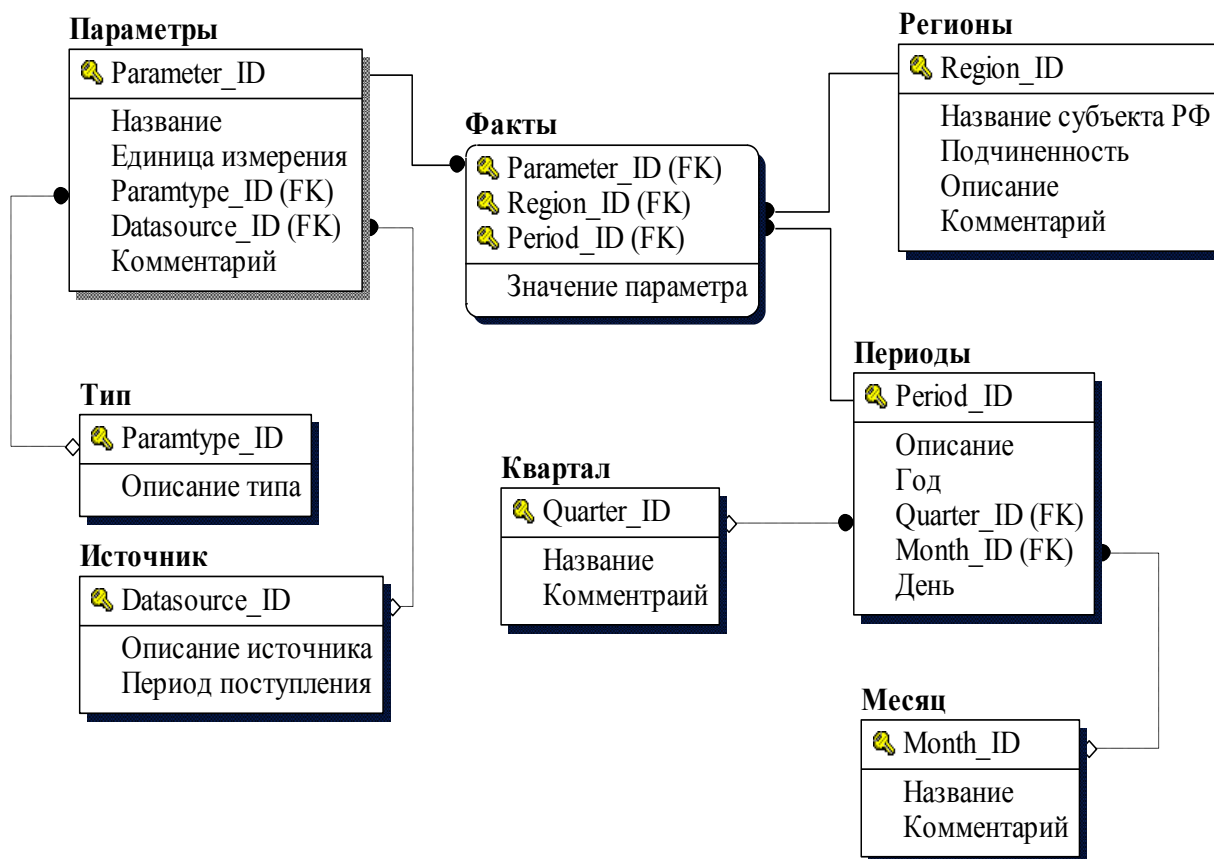 Параметры
Parameter_ID
Название
Единица измерения
Paramtype_ID (FK)
Datasource_ID (FK)
Комментарий
Факты
Parameter_ID (FK)
Region_ID (FK)
Period_ID (FK)
Значение параметра
Регионы
Region_ID
Название субъекта РФ
Подчиненность
Описание
Комментарий
Тип
Paramtype_ID
Описание типа
Источник
Datasource_ID
Описание источника
Период поступления
Квартал
Quarter_ID
Название
Комментраий
Периоды
Period_ID
Описание
Год
Quarter_ID (FK)
Month_ID (FK)
День
Месяц
Month_ID
Название
Комментарий